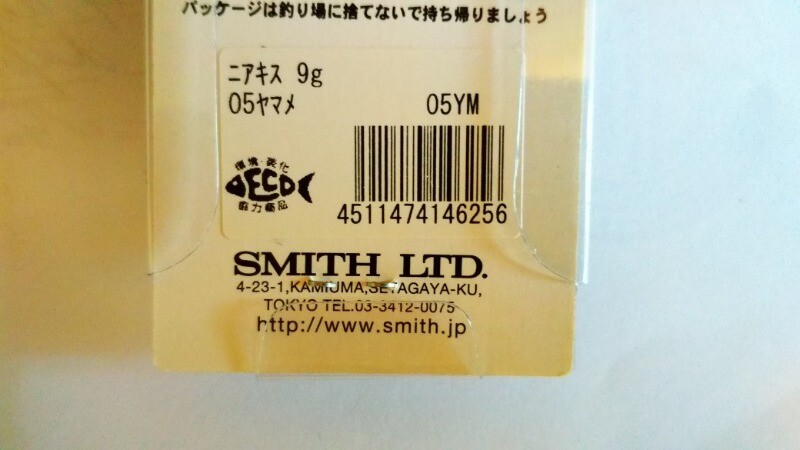 パッケージは釣り場に捨てないで持ち帰りましょう
ニアキス 9g
05ヤマメ 05YM
環境・美化
ECO
協力商品
4511474146256
SMITH LTD.
4-23-1,KAMIUMA,SETAGAYA-KU,
TOKYO TEL.03-3412-0075
http://www.smith.jp